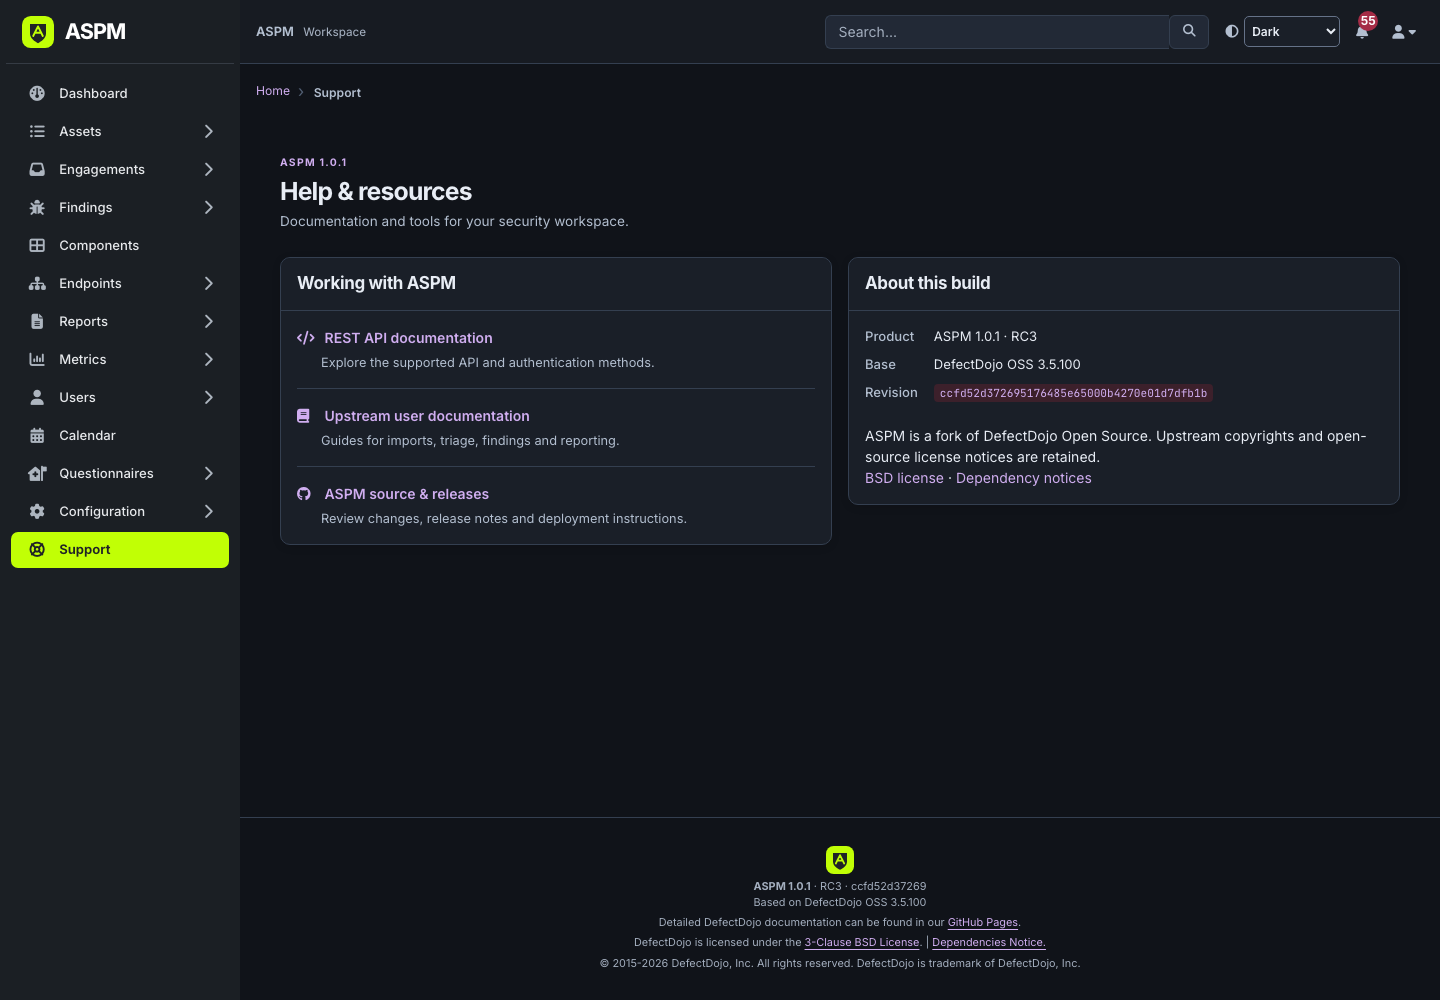 ASPM
ASPM Workspace
Search...
Dark
55
Dashboard
Assets
Engagements
Findings
Components
Endpoints
Reports
Metrics
Users
Calendar
Questionnaires
Configuration
Support
Home
Support
ASPM 1.0.1
Help & resources
Documentation and tools for your security workspace.
Working with ASPM
REST API documentation
Explore the supported API and authentication methods.
Upstream user documentation
Guides for imports, triage, findings and reporting.
ASPM source & releases
Review changes, release notes and deployment instructions.
About this build
Product ASPM 1.0.1 · RC3
Base DefectDojo OSS 3.5.100
Revision ccfd52d372695176485e65000b4270e01d7dfb1b
ASPM is a fork of DefectDojo Open Source. Upstream copyrights and open-
source license notices are retained.
BSD license · Dependency notices
ASPM 1.0.1 · RC3 · ccfd52d37269
Based on DefectDojo OSS 3.5.100
Detailed DefectDojo documentation can be found in our GitHub Pages.
DefectDojo is licensed under the 3-Clause BSD License. | Dependencies Notice.
© 2015-2026 DefectDojo, Inc. All rights reserved. DefectDojo is trademark of DefectDojo, Inc.